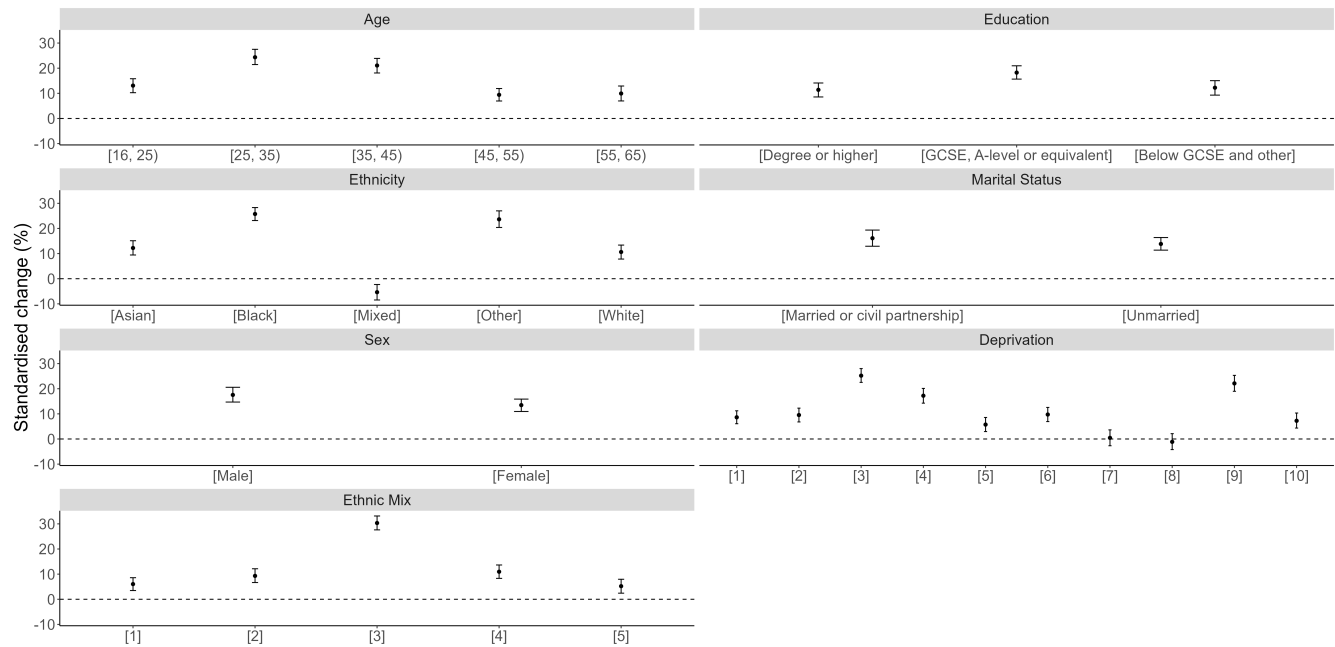 Age
30
20
10
0
-10
[16, 25)
[25, 35)
[35, 45)
[45, 55)
[55, 65)
Education
[Degree or higher]
[GCSE, A-level or equivalent]
[Below GCSE and other]
Ethnicity
30
20
10
0
-10
[Asian]
[Black]
[Mixed]
[Other]
[White]
Marital Status
[Married or civil partnership]
[Unmarried]
Standardised change (%)
Sex
30
20
10
0
-10
[Male]
[Female]
Deprivation
[1]
[2]
[3]
[4]
[5]
[6]
[7]
[8]
[9]
[10]
Ethnic Mix
30
20
10
0
-10
[1]
[2]
[3]
[4]
[5]